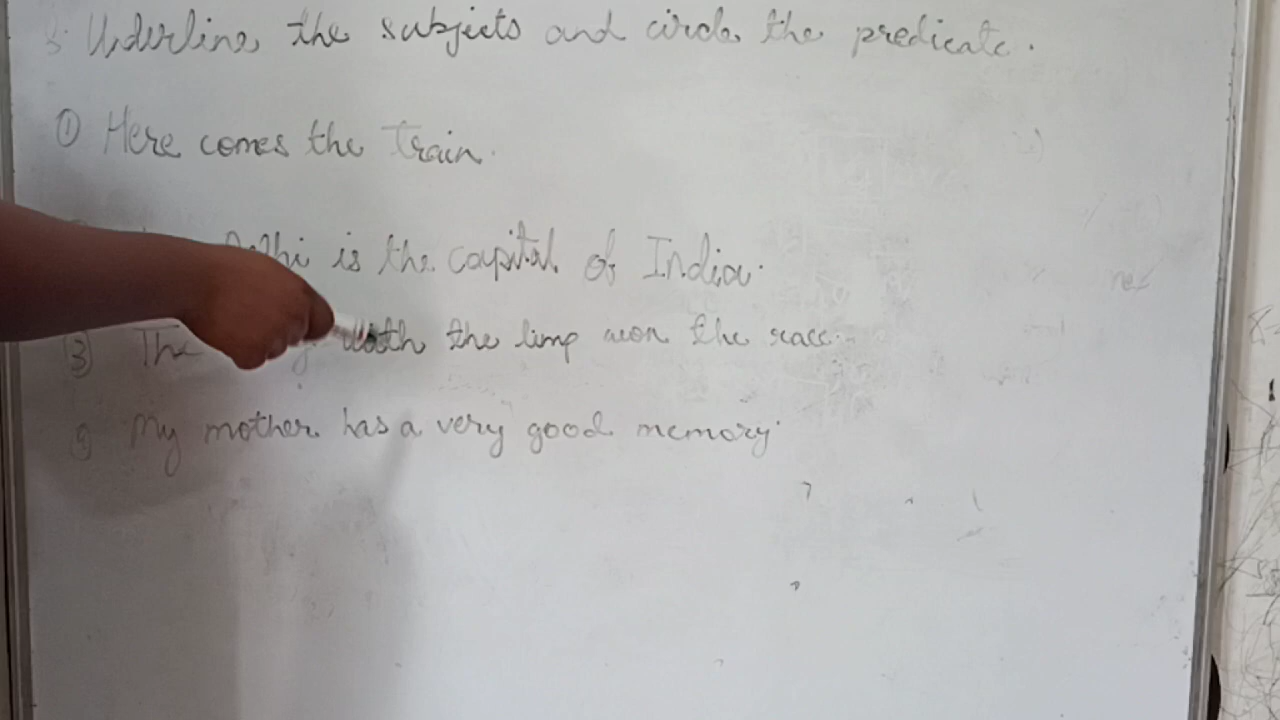 Underline the subjects and circle the predicate.
① Here comes the Train.
Delhi is the capital of India.
③ The with the limp won the race.
My mother has a very good memory